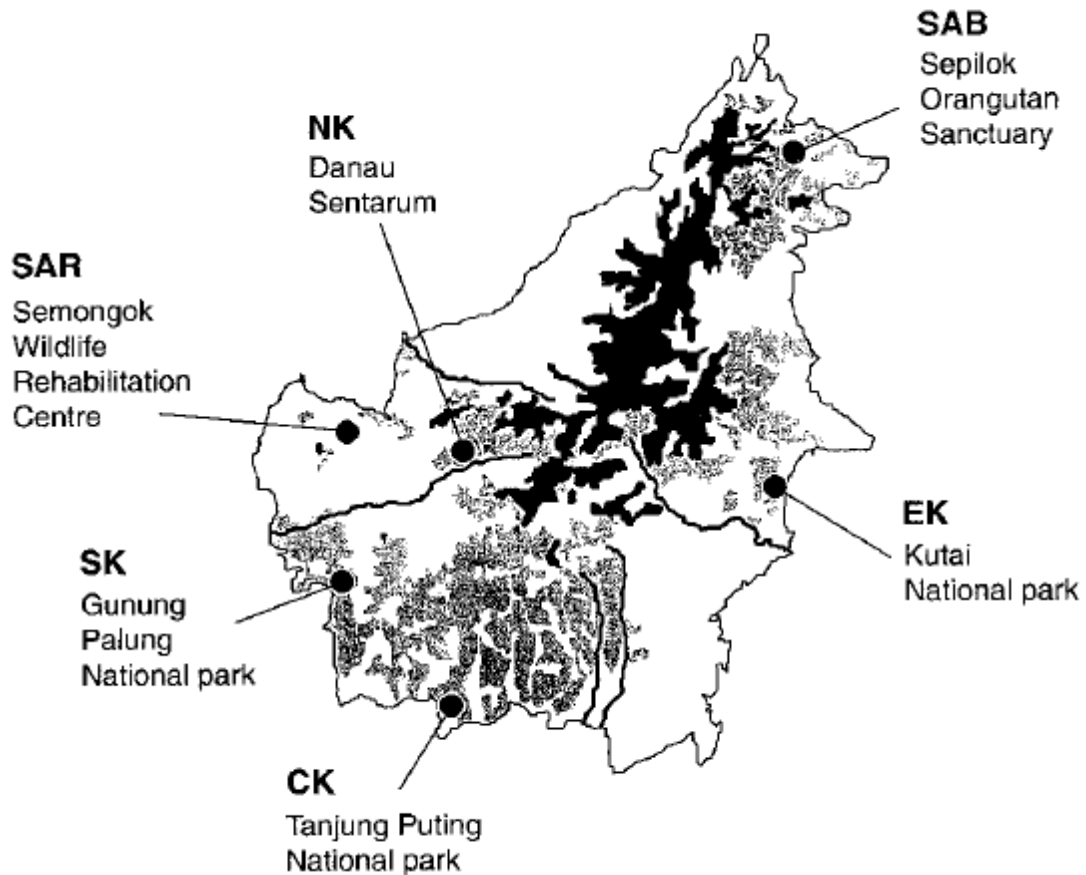 SAB
Sepilok
Orangutan
Sanctuary
NK
Danau
Sentarum
SAR
Semongok
Wildlife
Rehabilitation
Centre
EK
Kutai
National park
SK
Gunung
Palung
National park
CK
Tanjung Puting
National park